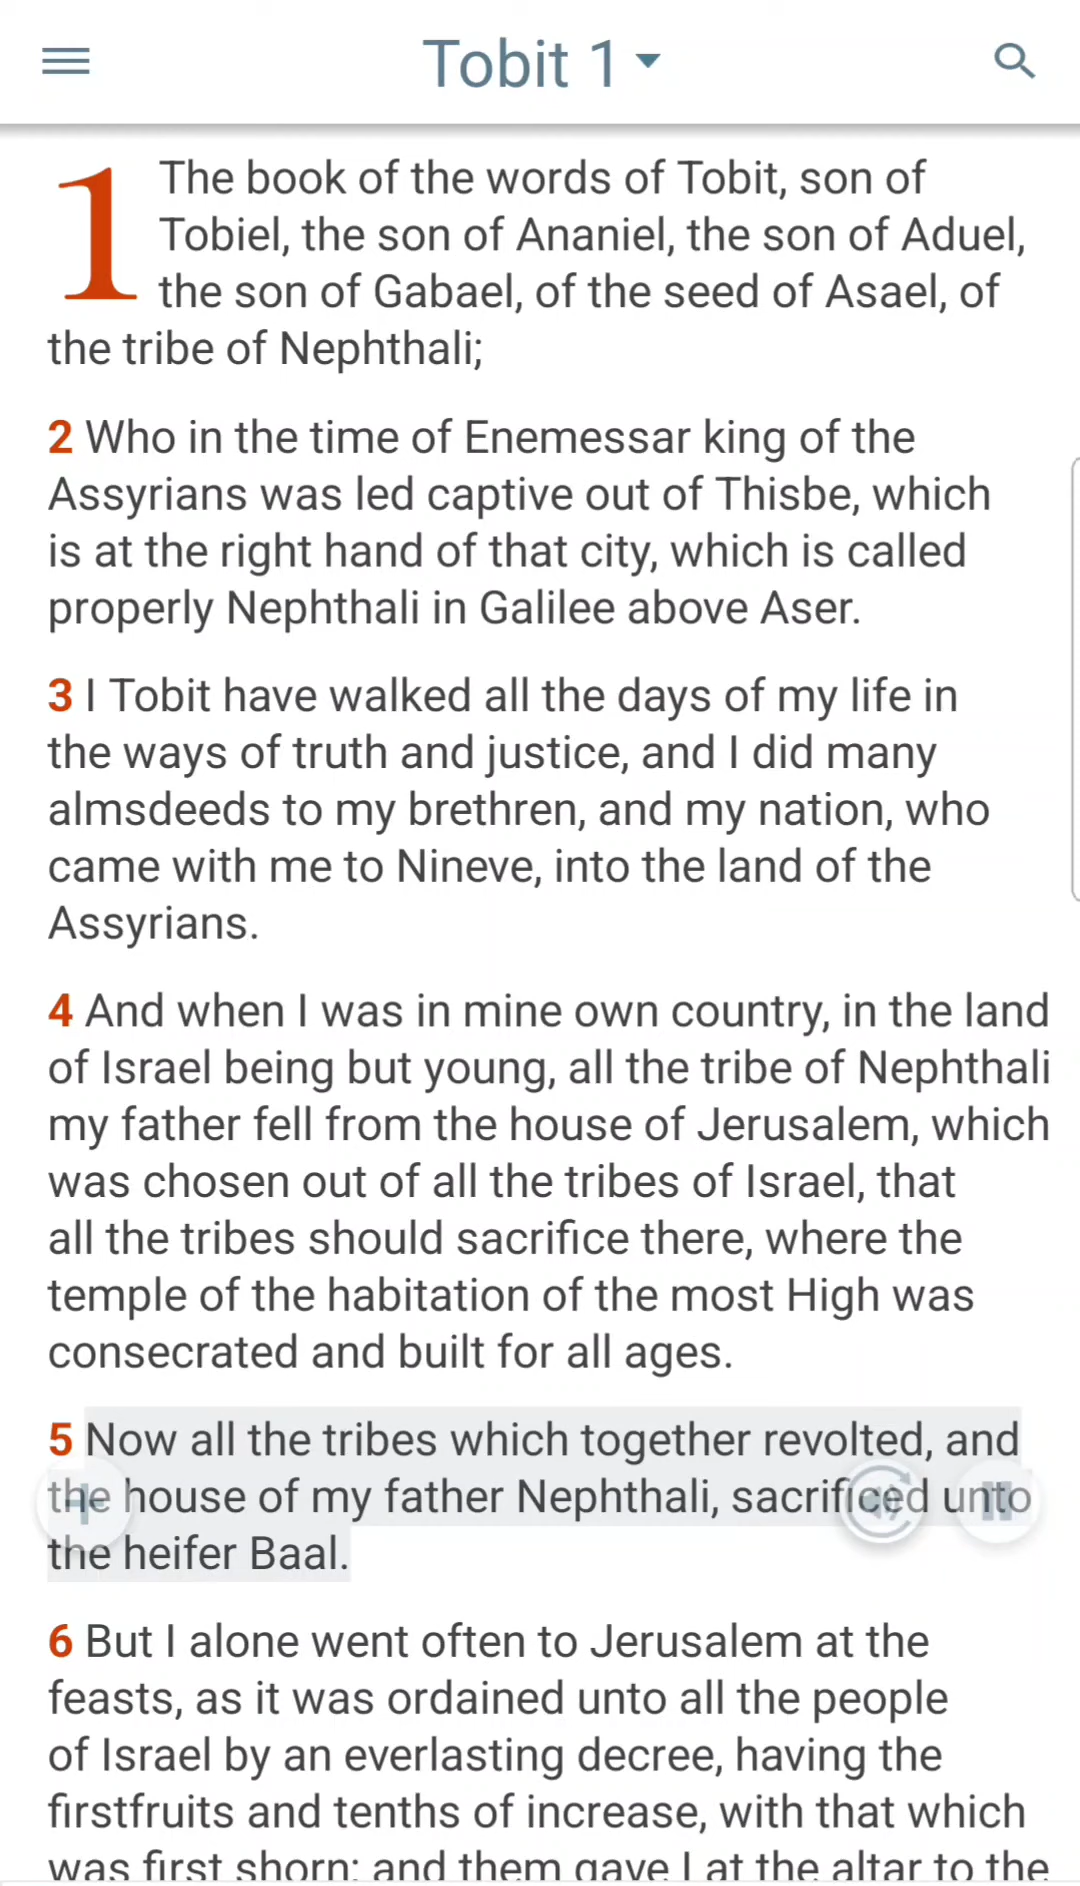 Tobit 1
1 The book of the words of Tobit, son of
Tobiel, the son of Ananiel, the son of Aduel,
the son of Gabael, of the seed of Asael, of
the tribe of Nephthali;
2 Who in the time of Enemessar king of the
Assyrians was led captive out of Thisbe, which
is at the right hand of that city, which is called
properly Nephthali in Galilee above Aser.
3 I Tobit have walked all the days of my life in
the ways of truth and justice, and I did many
almsdeeds to my brethren, and my nation, who
came with me to Nineve, into the land of the
Assyrians.
4 And when I was in mine own country, in the land
of Israel being but young, all the tribe of Nephthali
my father fell from the house of Jerusalem, which
was chosen out of all the tribes of Israel, that
all the tribes should sacrifice there, where the
temple of the habitation of the most High was
consecrated and built for all ages.
5 Now all the tribes which together revolted, and
the house of my father Nephthali, sacrificed unto
the heifer Baal.
6 But I alone went often to Jerusalem at the
feasts, as it was ordained unto all the people
of Israel by an everlasting decree, having the
firstfruits and tenths of increase, with that which
was first shorn; and them gave I at the altar to the